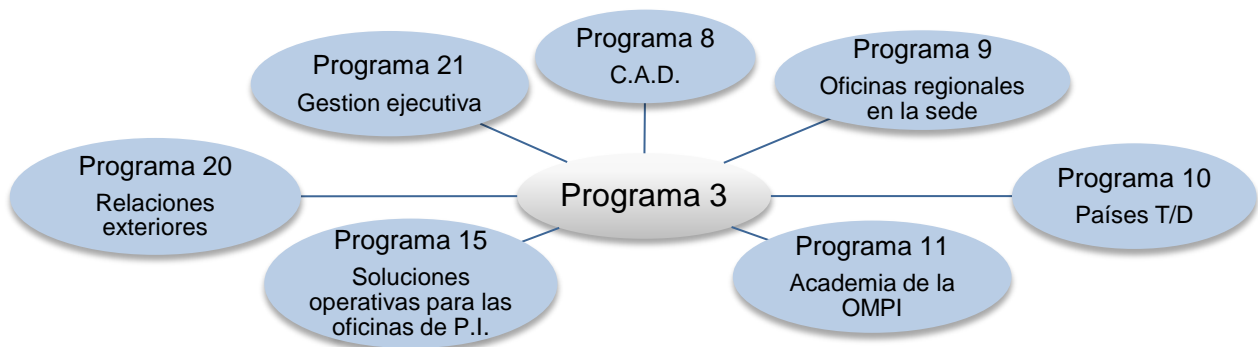 Programa 8
C.A.D.
Programa 21
Gestion ejecutiva
Programa 9
Oficinas regionales
en la sede
Programa 20
Relaciones
exteriores
Programa 3
Programa 10
Países T/D
Programa 15
Soluciones
operativas para las
oficinas de P.I.
Programa 11
Academia de la
OMPI